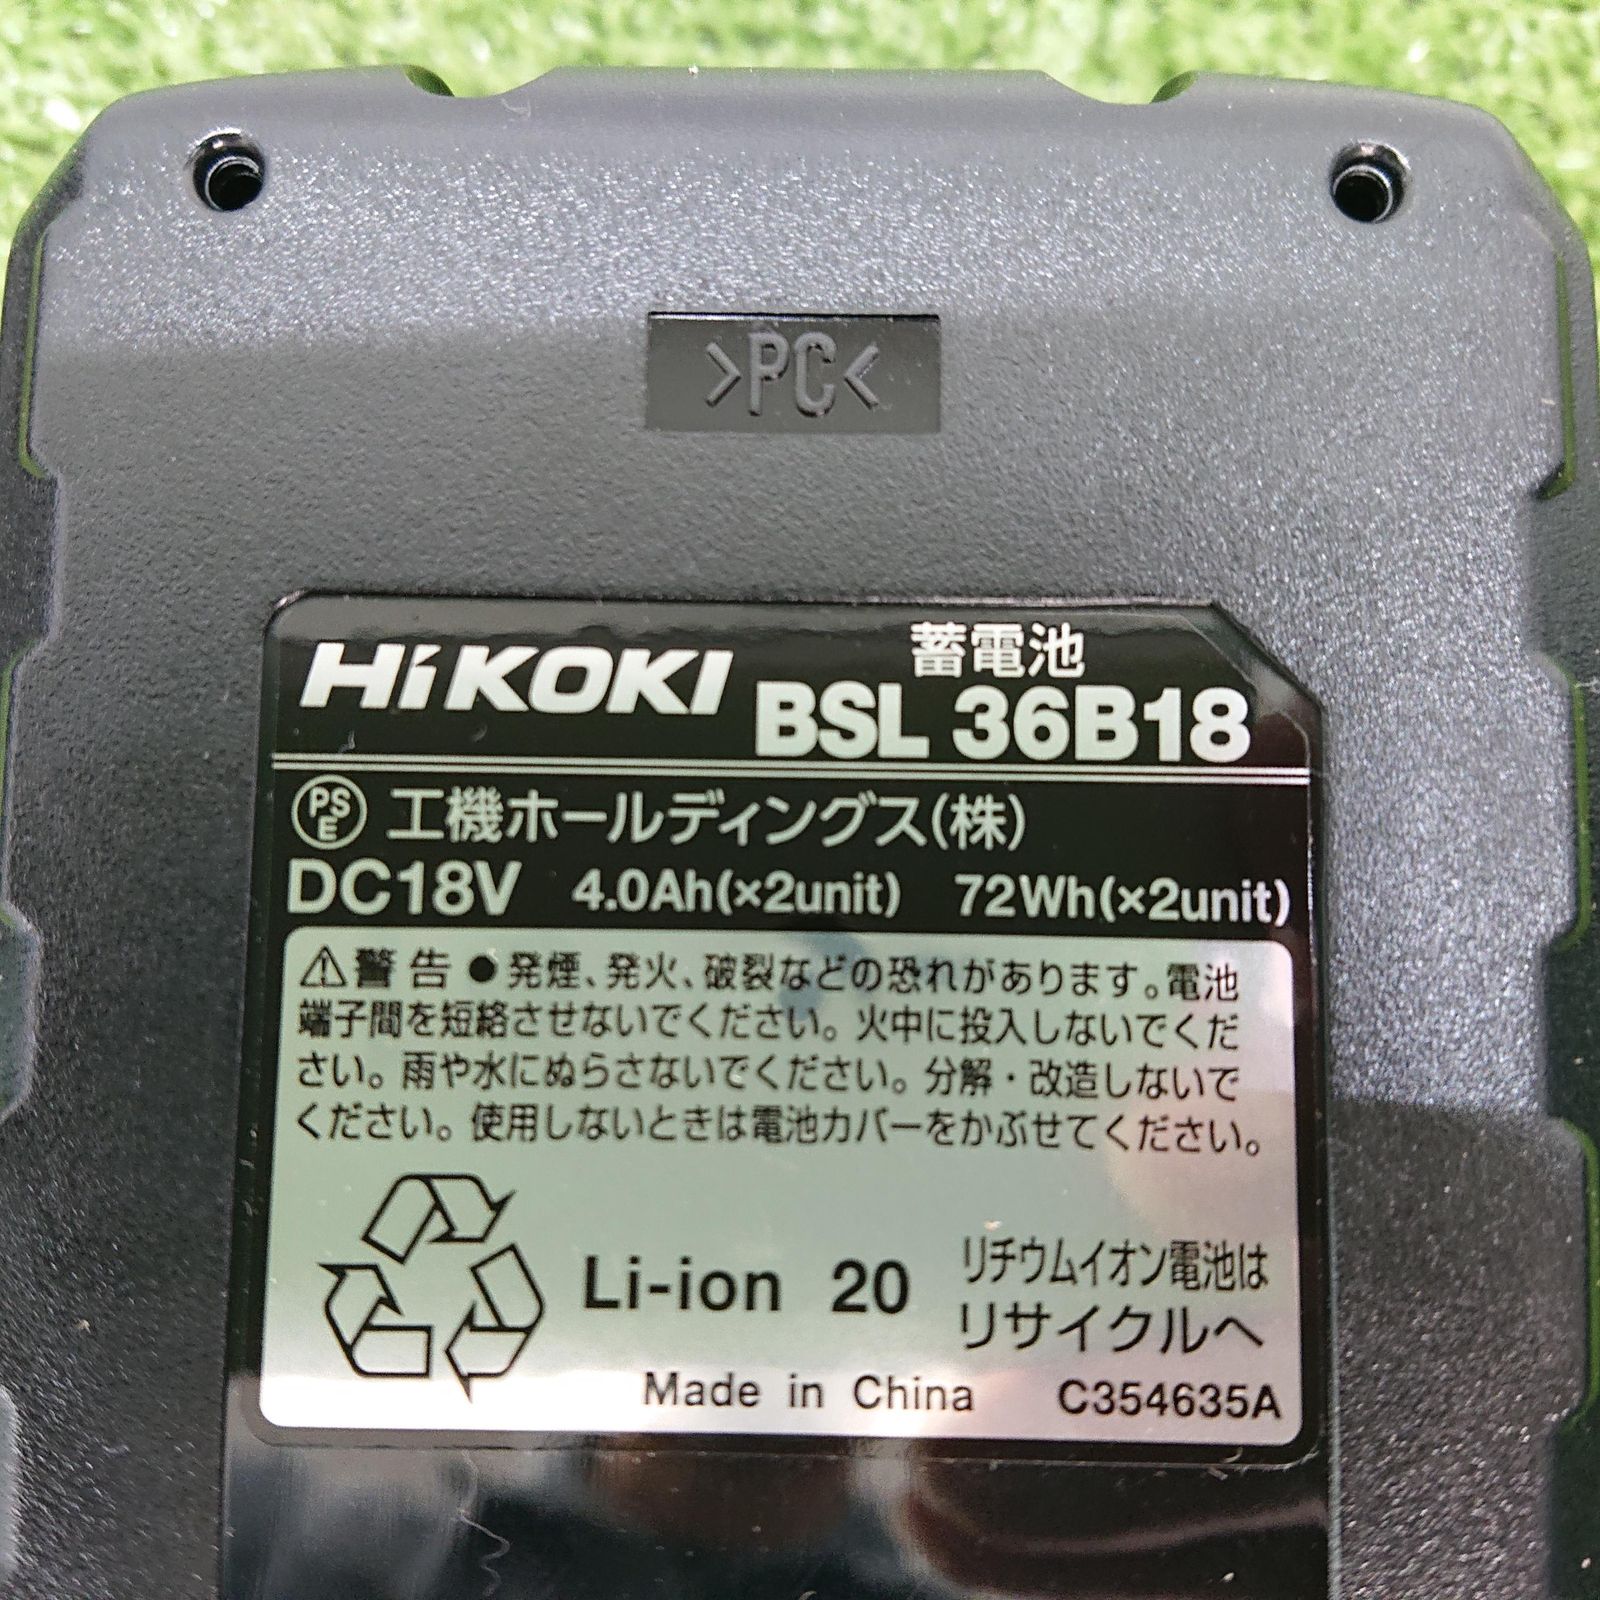 >PC<
HiKOKI
蓄電池
BSL 36B18
PSE 工機ホールディングス(株)
DC18V 4.0Ah(×2unit) 72Wh(×2unit)
⚠警告 ●発煙、発火、破裂などの恐れがあります。電池
端子間を短絡させないでください。火中に投入しないでくだ
さい。雨や水にぬらさないでください。分解・改造しないで
ください。使用しないときは電池カバーをかぶせてください。
Li-ion 20
リチウムイオン電池は
リサイクルへ
Made in China C354635A